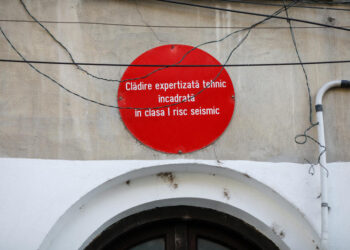 Clădire expertizată tehnic
încadrată
în clasa I risc seismic